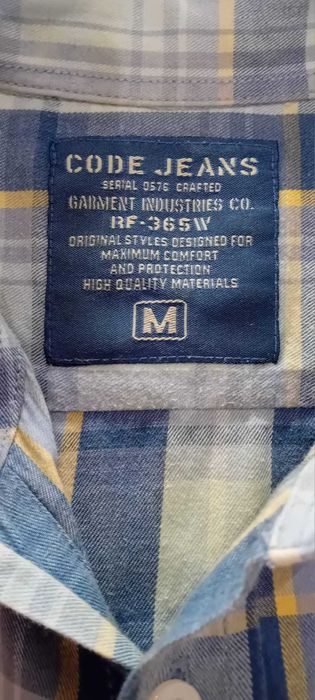 CODE JEANS
SERIAL 0576 CRAFTED
GARMENT INDUSTRIES CO.
RF-365W
ORIGINAL STYLES DESIGNED FOR
MAXIMUM COMFORT
AND PROTECTION
HIGH QUALITY MATERIALS
M